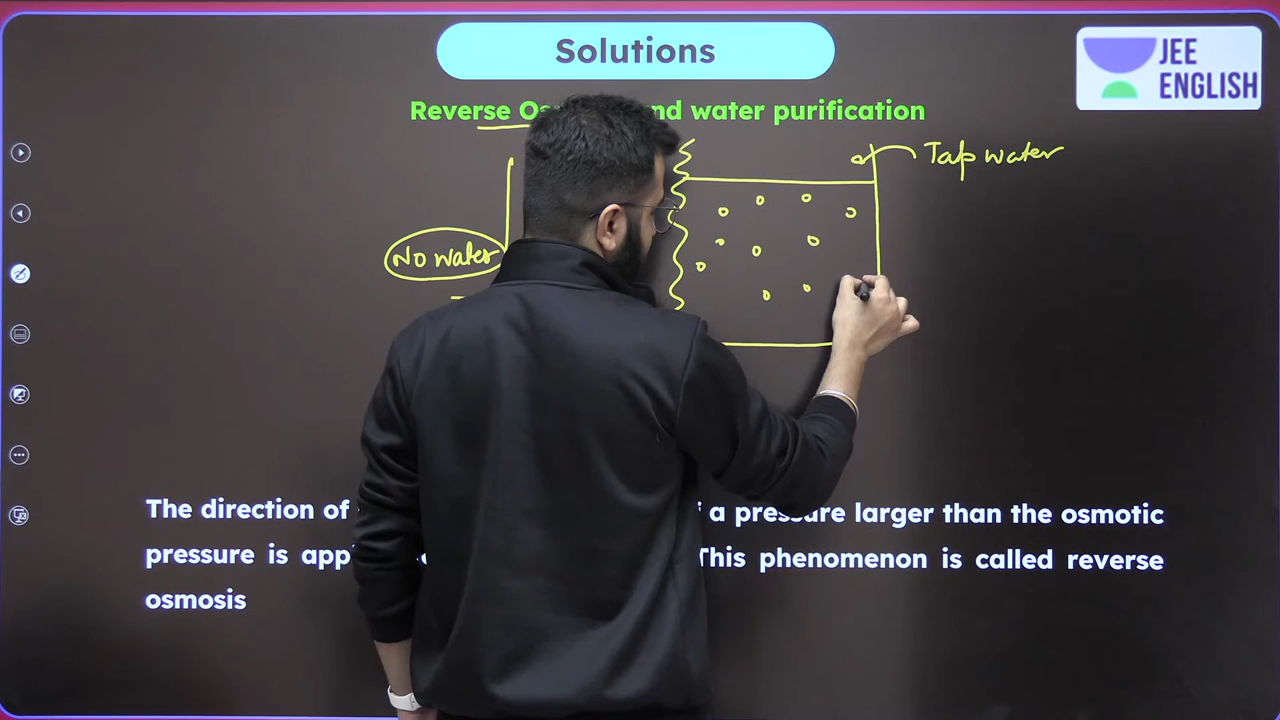 Solutions
JEE
ENGLISH
Reverse Os nd water purification
Tap water
No water
The direction of a pressure larger than the osmotic
pressure is app This phenomenon is called reverse
osmosis